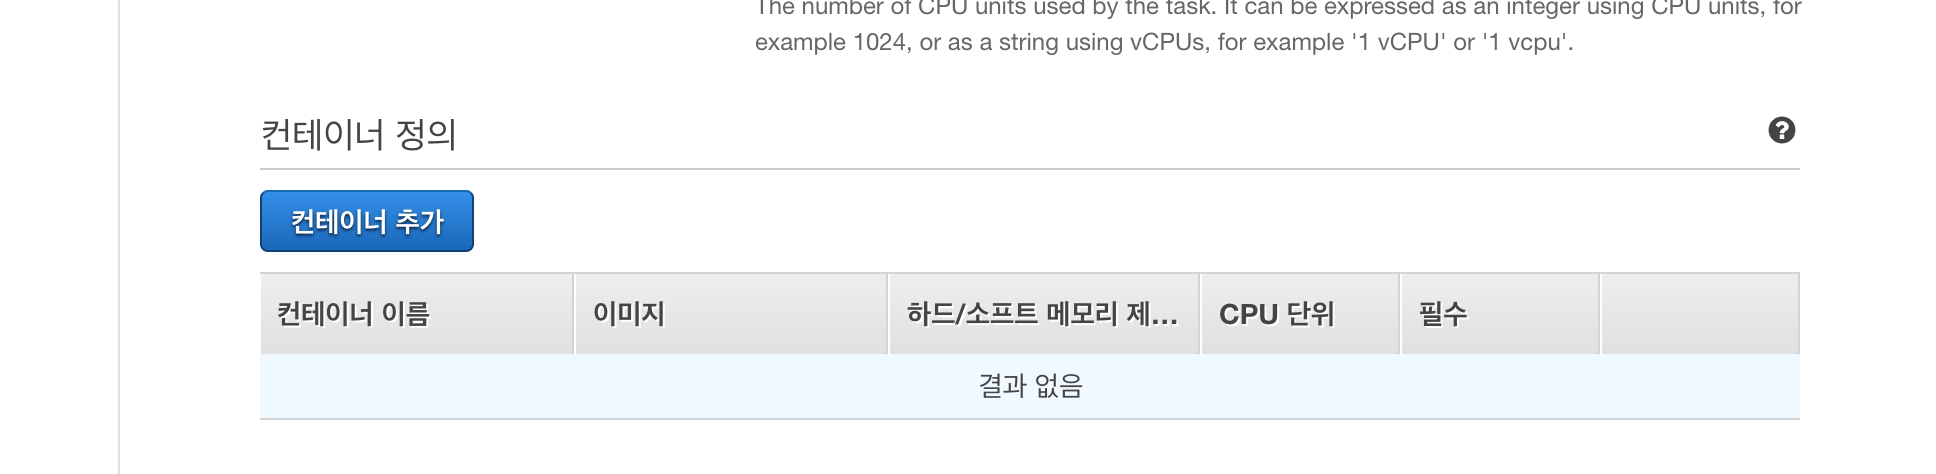 The number of CPU units used by the task. It can be expressed as an integer using CPU units, for
example 1024, or as a string using vCPUs, for example '1 vCPU' or '1 vcpu'.
컨테이너 정의
컨테이너 추가
컨테이너 이름 이미지 하드/소프트 메모리 제... CPU 단위 필수
결과 없음